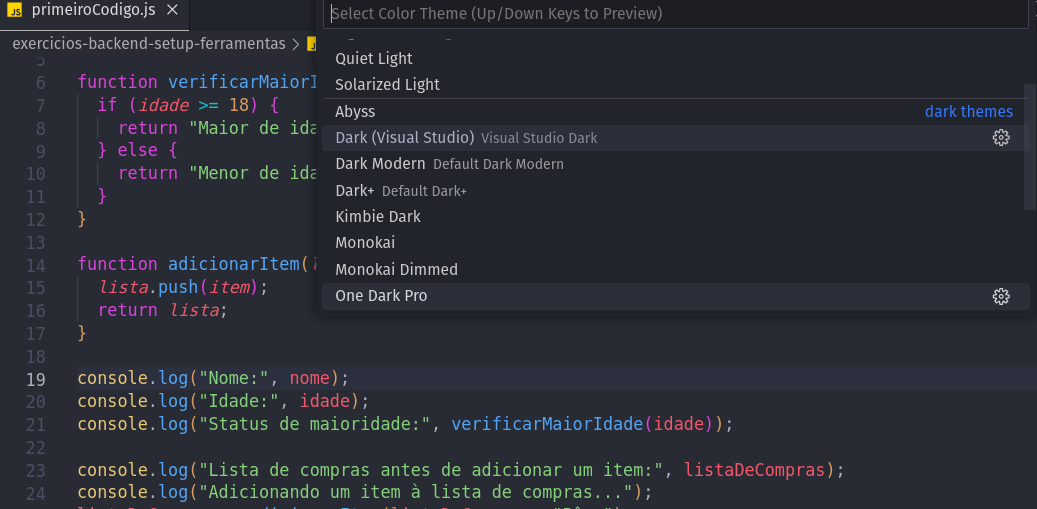 JS primeiroCodigo.js
Select Color Theme (Up/Down Keys to Preview)
exercicios-backend-setup-ferramentas
Quiet Light
Solarized Light
Abyss dark themes
Dark (Visual Studio) Visual Studio Dark
Dark Modern Default Dark Modern
Dark+ Default Dark+
Kimbie Dark
Monokai
Monokai Dimmed
One Dark Pro
5
6 function verificarMaiorI
7 if (idade >= 18) {
8 return "Maior de ida
9 } else {
10 return "Menor de ida
11 }
12 }
13
14 function adicionarItem(
15 lista.push(item);
16 return lista;
17 }
18
19 console.log("Nome:", nome);
20 console.log("Idade:", idade);
21 console.log("Status de maioridade:", verificarMaiorIdade(idade));
22
23 console.log("Lista de compras antes de adicionar um item:", listaDeCompras);
24 console.log("Adicionando um item à lista de compras...");